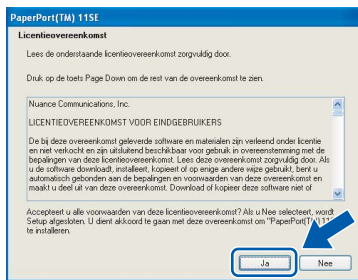 PaperPort(TM) 11SE
Licentieovereenkomst
Lees de onderstaande licentieovereenkomst zorgvuldig door.
Druk op de toets Page Down om de rest van de overeenkomst te zien.
Nuance Communications, Inc.
LICENTIEOVEREENKOMST VOOR EINDGEBRUIKERS
De bij deze overeenkomst geleverde software en materialen zijn verleend onder licentie
en niet verkocht en zijn uitsluitend beschikbaar voor gebruik in overeenstemming met de
bepalingen van deze licentieovereenkomst. Lees deze overeenkomst zorgvuldig door. Als
u de software downloadt, installeert, kopieert of op enige andere wijze gebruikt, bent u
automatisch gebonden aan de bepalingen en voorwaarden van deze overeenkomst en
maakt u deel uit van deze overeenkomst. Download of kopieer deze software niet of
Accepteert u alle voorwaarden van deze licentieovereenkomst? Als u Nee selecteert, wordt
Setup afgesloten. U dient akkoord te gaan met deze overeenkomst om "PaperPort(TM) 11
te installeren.
Ja
Nee